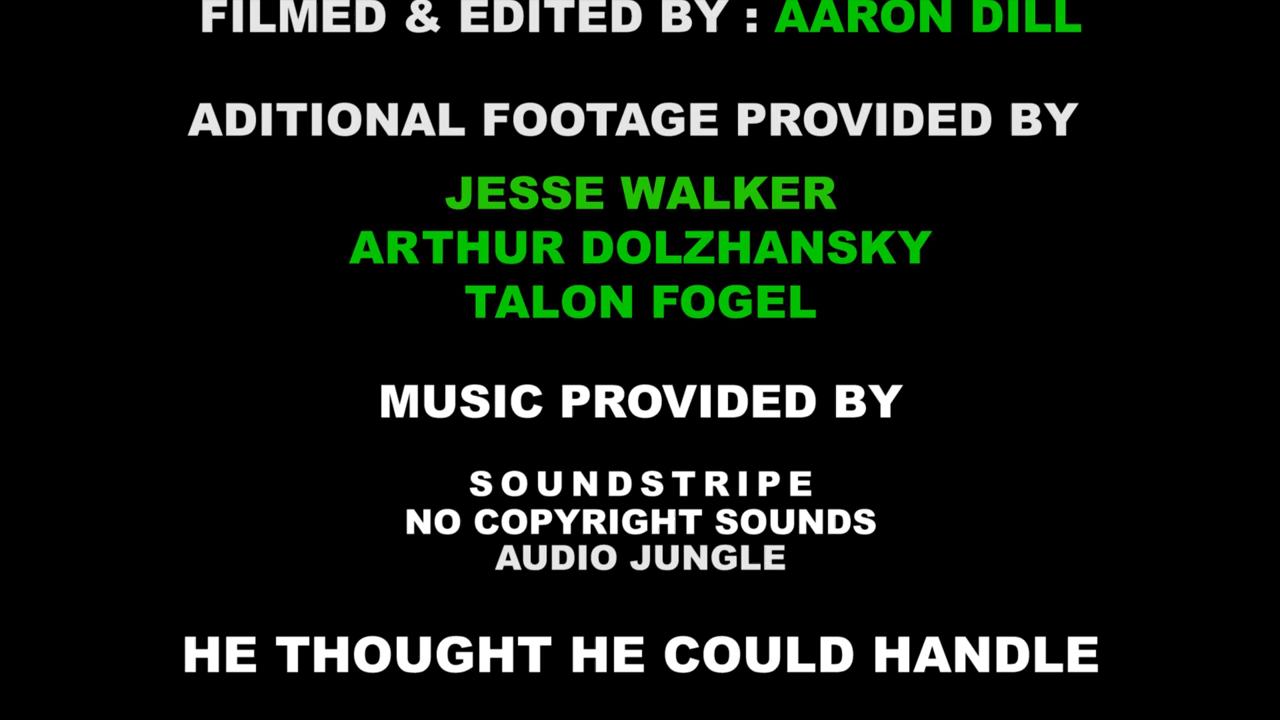 FILMED & EDITED BY : AARON DILL
ADITIONAL FOOTAGE PROVIDED BY
JESSE WALKER
ARTHUR DOLZHANSKY
TALON FOGEL
MUSIC PROVIDED BY
SOUNDSTRIPE
NO COPYRIGHT SOUNDS
AUDIO JUNGLE
HE THOUGHT HE COULD HANDLE